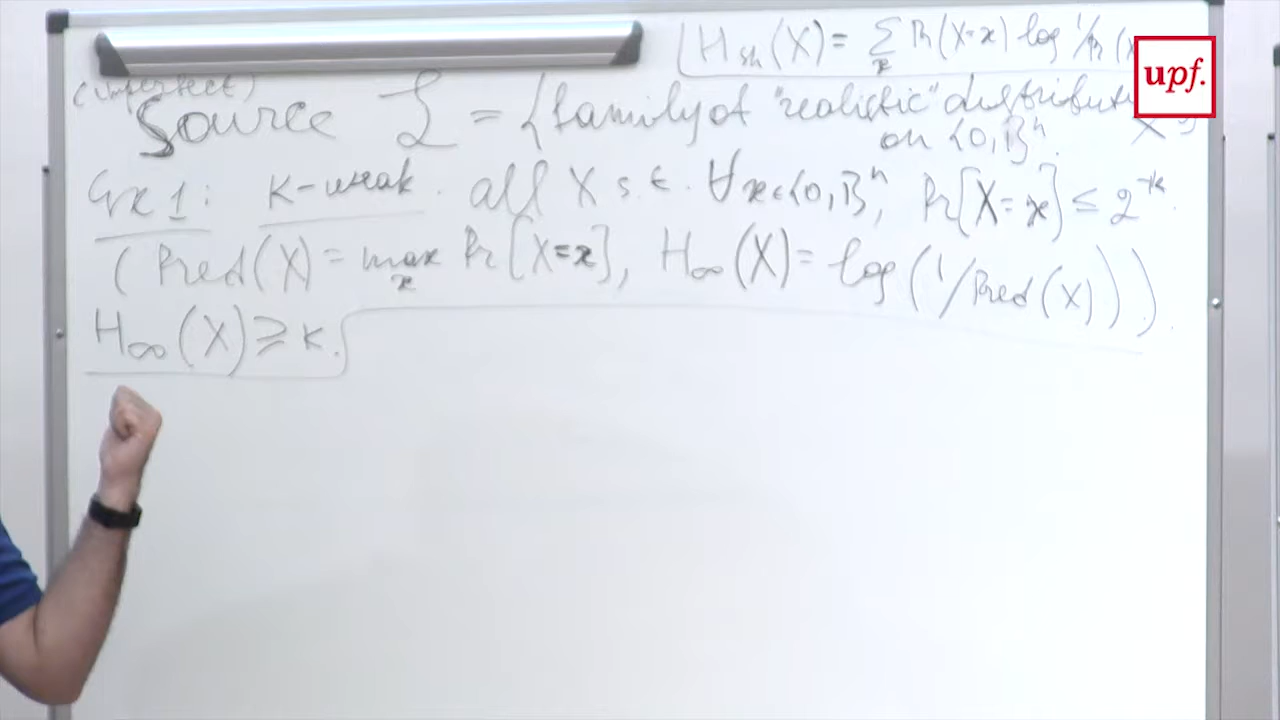 H_sh(X) = Σ_x Pr(X=x) log 1/Pr(x
upf.
(imperfect)
Source 𝓛 = {family of "realistic" distributi
on {0,1}^n X }
Ex 1: K-weak. all X s.t. ∀x∈{0,1}^n, Pr[X=x] ≤ 2^-k.
(Pred(X) = max_x Pr[X=x], H_∞(X) = log(1/Pred(X))).
H_∞(X) ≥ k.